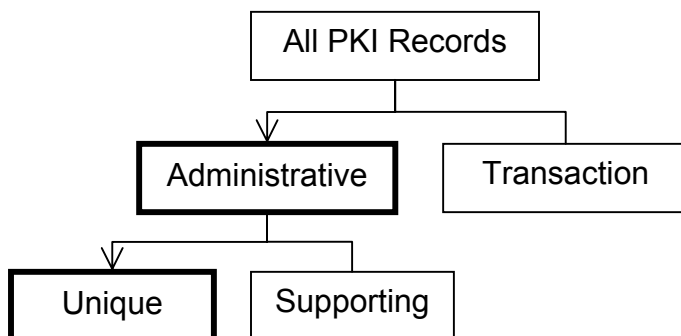 All PKI Records
Administrative
Transaction
Unique
Supporting